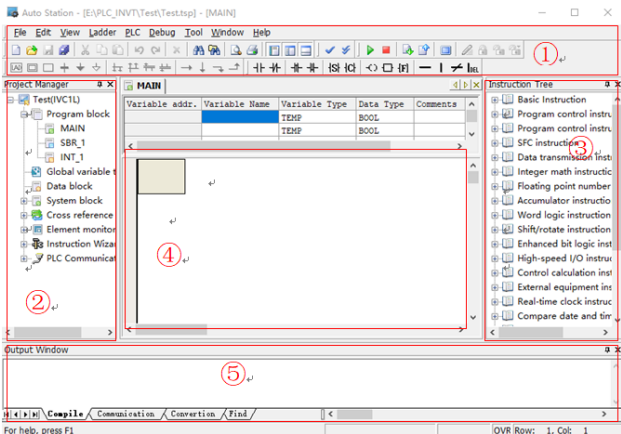 Auto Station - [E:\PLC_INVT\Test\Test.tsp] - [MAIN]
File Edit View Ladder PLC Debug Tool Window Help
①
Project Manager
Test(IVC1L)
Program block
MAIN
SBR_1
INT_1
Global variable t
Data block
System block
Cross reference
Element monitor
Instruction Wiza
PLC Communicat
②
MAIN
Variable addr. Variable Name Variable Type Data Type Comments
TEMP BOOL
TEMP BOOL
④
Instruction Tree
Basic Instruction
Program control instru
Program control instru
SFC instruction
③
Data transmission instr
Integer math instructic
Floating point number
Accumulator instructio
Word logic instruction
Shift/rotate instruction
Enhanced bit logic inst
High-speed I/O instruc
Control calculation inst
External equipment ins
Real-time clock instruc
Compare date and tim
Output Window
⑤
Compile Communication Convertion Find
For help, press F1
OVR Row: 1, Col: 1